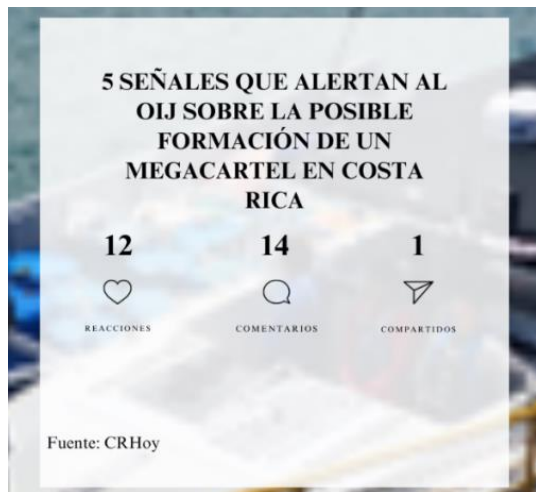 5 SEÑALES QUE ALERTAN AL
OIJ SOBRE LA POSIBLE
FORMACIÓN DE UN
MEGACARTEL EN COSTA
RICA
12 14 1
REACCIONES COMENTARIOS COMPARTIDOS
Fuente: CRHoy